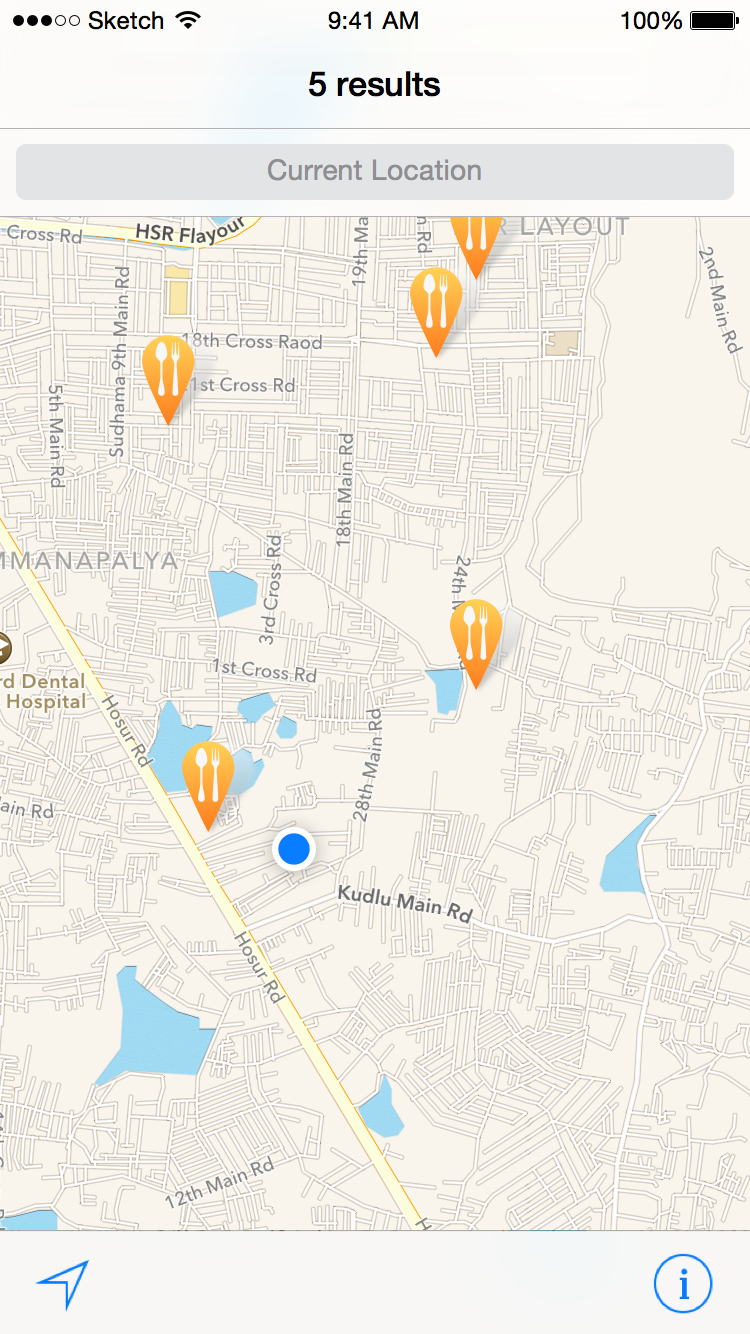 Sketch 9:41 AM 100%
5 results
Current Location
Cross Rd
HSR Flayour
19th Ma
n Rd
R LAYOUT
2nd Main Rd
Sudhama 9th Main Rd
18th Cross Raod
1st Cross Rd
5th Main Rd
18th Main Rd
MMANAPALYA
3rd Cross Rd
24th M
1st Cross Rd
rd Dental
Hospital
Hosur Rd
28th Main Rd
ain Rd
Kudlu Main Rd
Hosur Rd
12th Main Rd
H
i